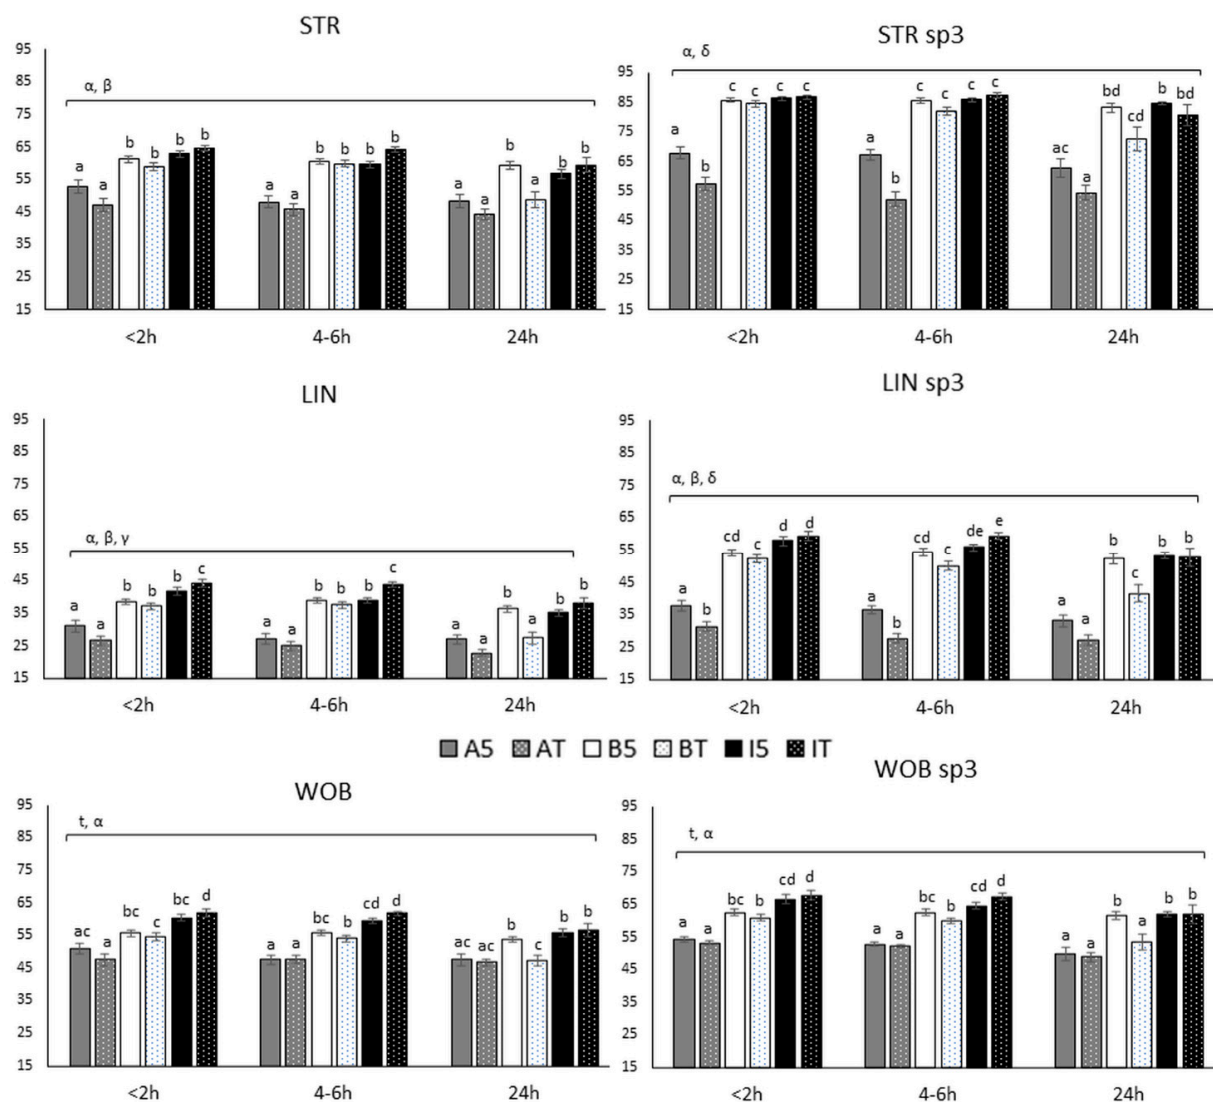 STR
95
85
75
65
55
45
35
25
15
α, β
a a b b b b
a a b b b b
a a b a b b
<2h 4-6h 24h
STR sp3
95
85
75
65
55
45
35
25
15
α, δ
a b c c c c
a b c c c c
ac a bd cd b bd
<2h 4-6h 24h
LIN
95
85
75
65
55
45
35
25
15
α, β, γ
a a b b b c
a a b b b c
a a b a b b
<2h 4-6h 24h
LIN sp3
95
85
75
65
55
45
35
25
15
α, β, δ
a b cd c d d
a b cd c de e
a a b c b b
<2h 4-6h 24h
A5 AT B5 BT I5 IT
WOB
95
85
75
65
55
45
35
25
15
t, α
ac a bc c bc d
a a bc b cd d
ac ac b c b b
<2h 4-6h 24h
WOB sp3
95
85
75
65
55
45
35
25
15
t, α
a a bc b cd d
a a bc b cd d
a a b a b b
<2h 4-6h 24h